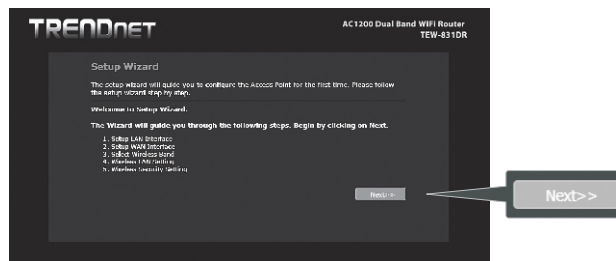 TRENDNET
AC1200 Dual Band WIFI Router
TEW-831DR
Setup Wizard
The setup wizard will guide you to configure the Access Point for the first time. Please follow
the setup wizard step by step.
Welcome to Setup Wizard.
The Wizard will guide you through the following steps. Begin by clicking on Next.
1. Setup LAN Interface
2. Setup WAN Interface
3. Select Wireless Band
4. Wireless LAN Setting
5. Wireless Security Setting
Next>>
Next>>